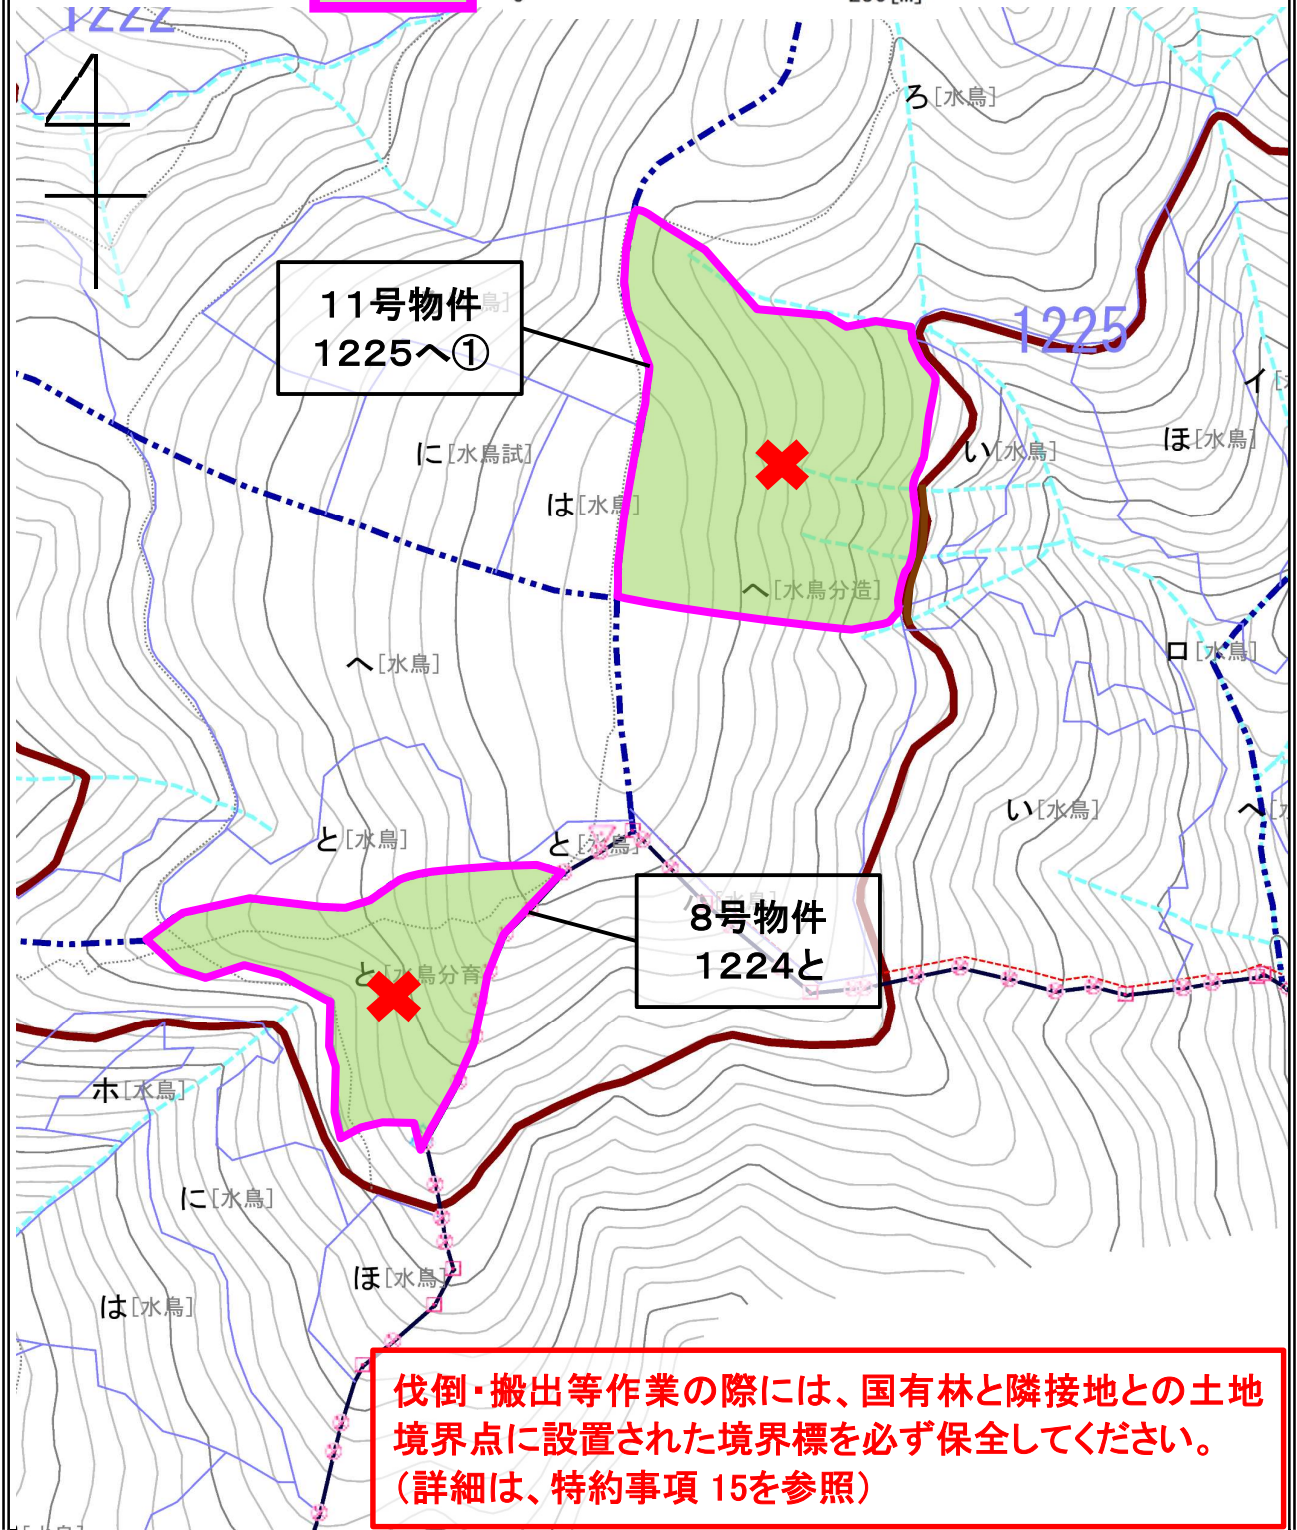 1222
ろ[水鳥]
11号物件
1225へ①
1225
イ
に[水鳥試]
い[水鳥]
ほ[水鳥]
は[水鳥]
へ[水鳥分造]
へ[水鳥]
ロ[水鳥]
と[水鳥]
と[水鳥]
い[水鳥]
へ
8号物件
1224と
と[水鳥分育]
ホ[水鳥]
に[水鳥]
ほ[水鳥]
は[水鳥]
伐倒・搬出等作業の際には、国有林と隣接地との土地
境界点に設置された境界標を必ず保全してください。
（詳細は、特約事項 15を参照）